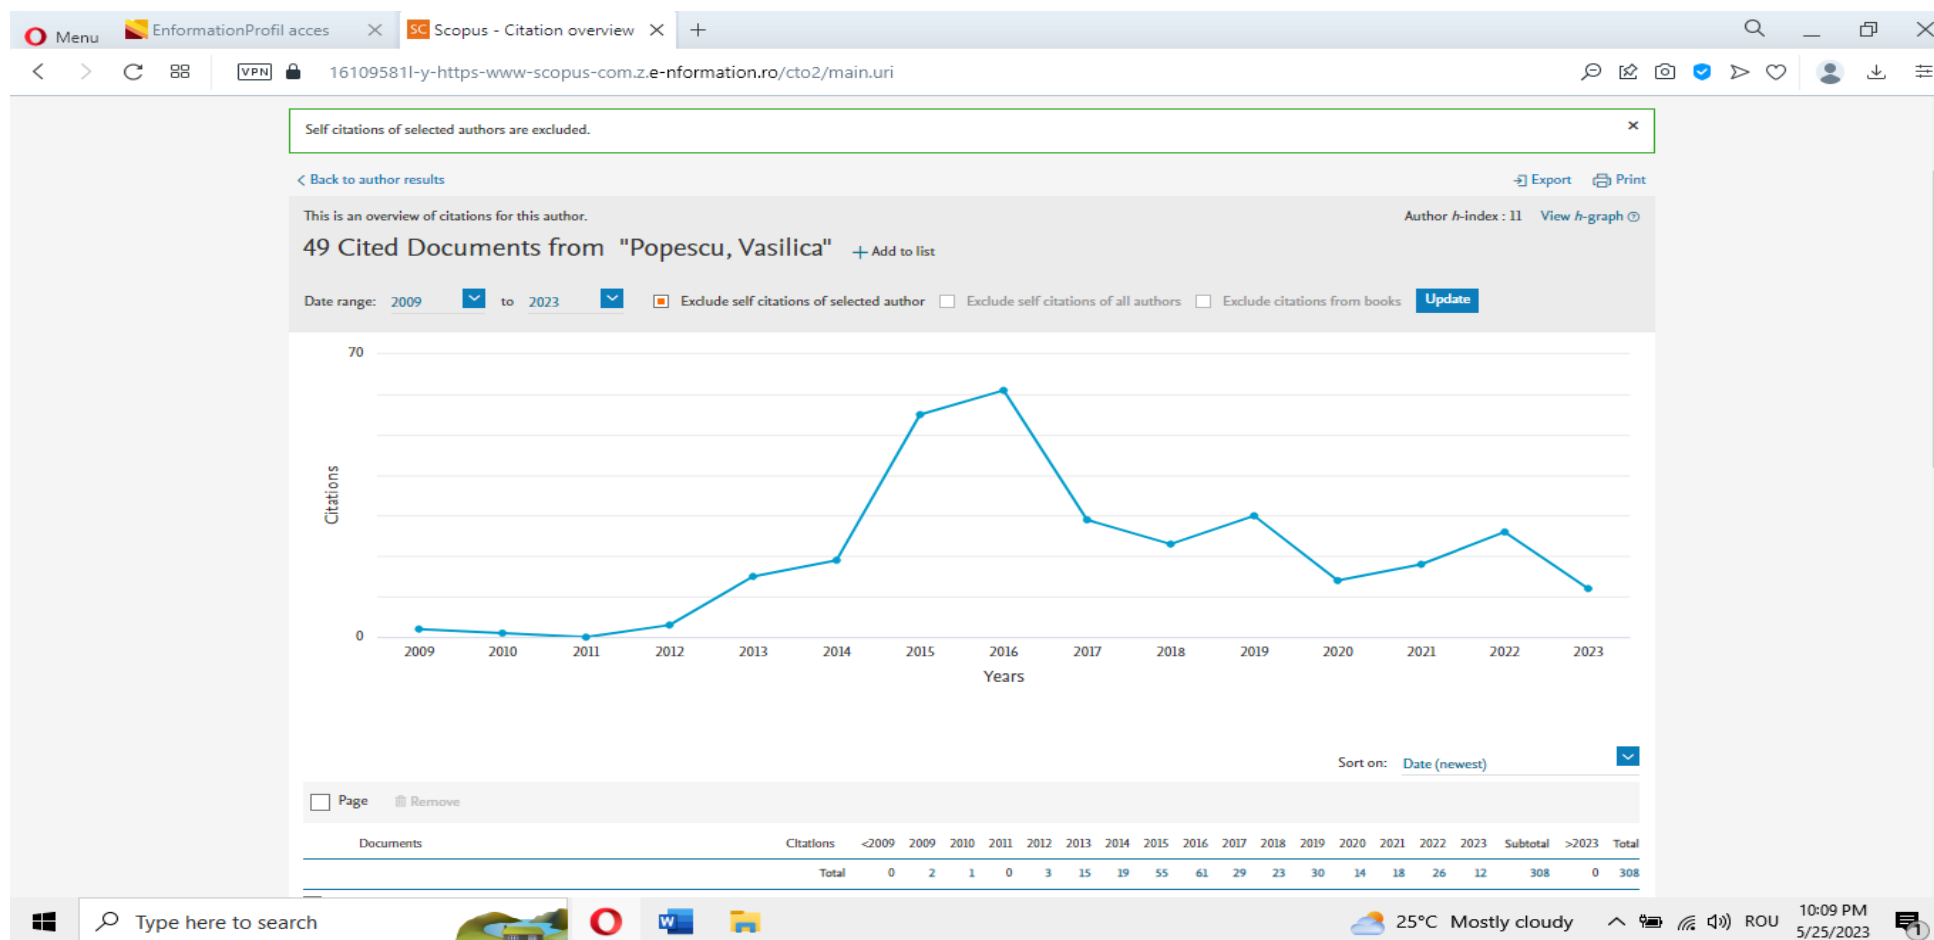 Menu
EnformationProfil acces
SC Scopus - Citation overview
VPN 16109581l-y-https-www-scopus-com.z.e-nformation.ro/cto2/main.uri
Self citations of selected authors are excluded.
Back to author results
Export Print
This is an overview of citations for this author.
Author h-index : 11 View h-graph
49 Cited Documents from "Popescu, Vasilica" Add to list
Date range: 2009 to 2023 Exclude self citations of selected author Exclude self citations of all authors Exclude citations from books Update
70
Citations
0
2009 2010 2011 2012 2013 2014 2015 2016 2017 2018 2019 2020 2021 2022 2023
Years
Sort on: Date (newest)
Page Remove
Documents Citations <2009 2009 2010 2011 2012 2013 2014 2015 2016 2017 2018 2019 2020 2021 2022 2023 Subtotal >2023 Total
Total 0 2 1 0 3 15 19 55 61 29 23 30 14 18 26 12 308 0 308
Type here to search
25°C Mostly cloudy
ROU
10:09 PM
5/25/2023
1